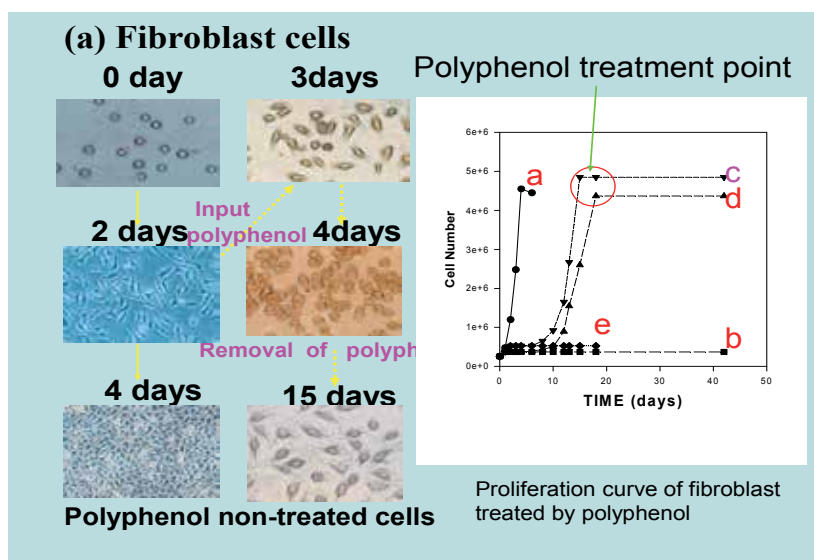 (a) Fibroblast cells
0 day
3days
Input
polyphenol
2 days
4days
Removal of polyph
4 days
15 days
Polyphenol non-treated cells
Polyphenol treatment point
6e+6
5e+6
4e+6
3e+6
2e+6
1e+6
0
Cell Number
a
c
d
e
b
0 10 20 30 40 50
TIME (days)
Proliferation curve of fibroblast
treated by polyphenol